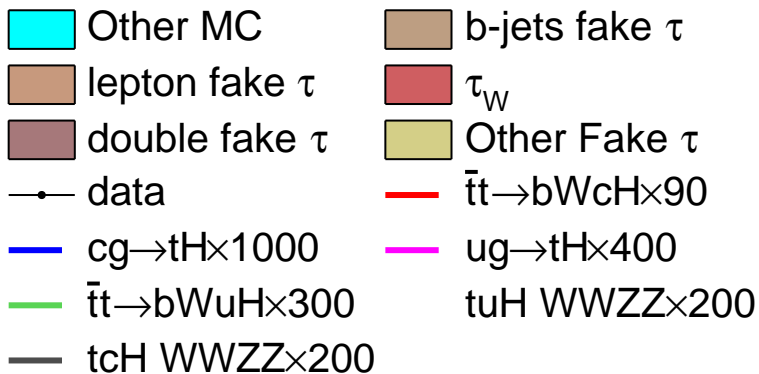 Other MC b-jets fake τ
lepton fake τ τ_W
double fake τ Other Fake τ
data t̄t→bWcH×90
cg→tH×1000 ug→tH×400
t̄t→bWuH×300 tuH WWZZ×200
tcH WWZZ×200